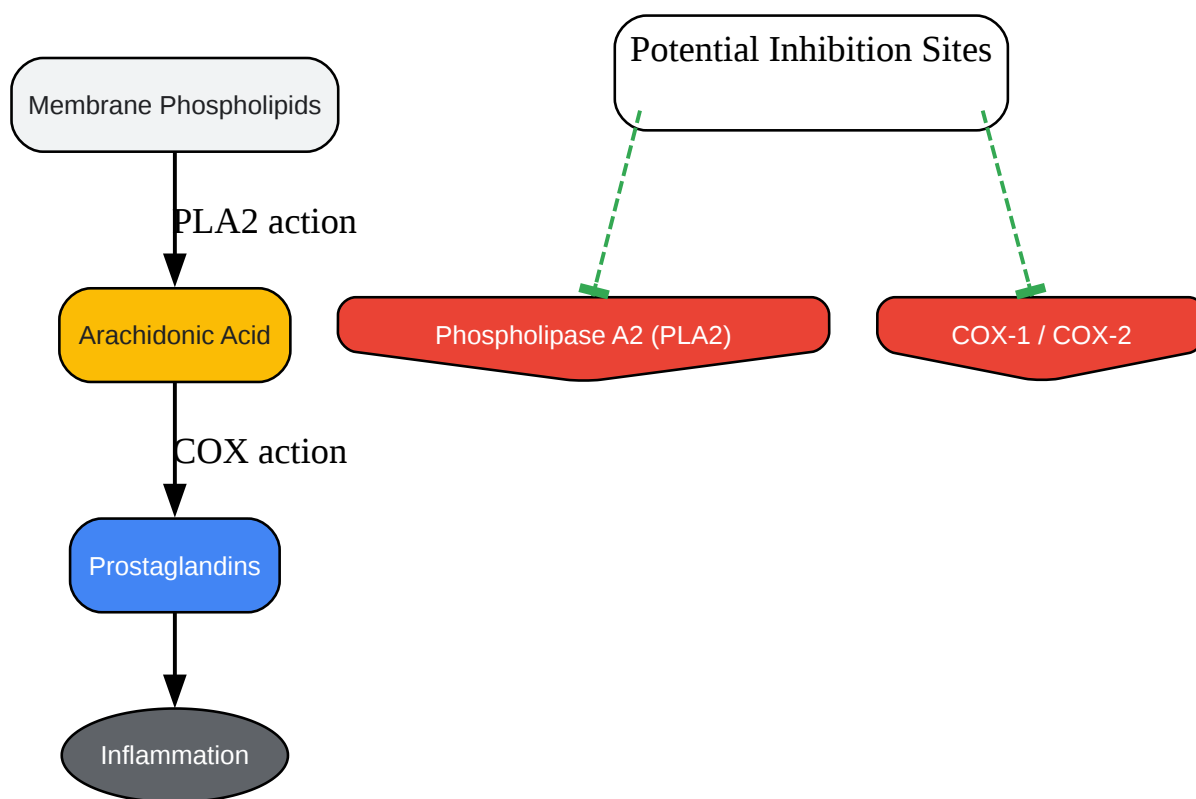 Membrane Phospholipids
PLA2 action
Arachidonic Acid
COX action
Prostaglandins
Inflammation
Potential Inhibition Sites
Phospholipase A2 (PLA2)
COX-1 / COX-2